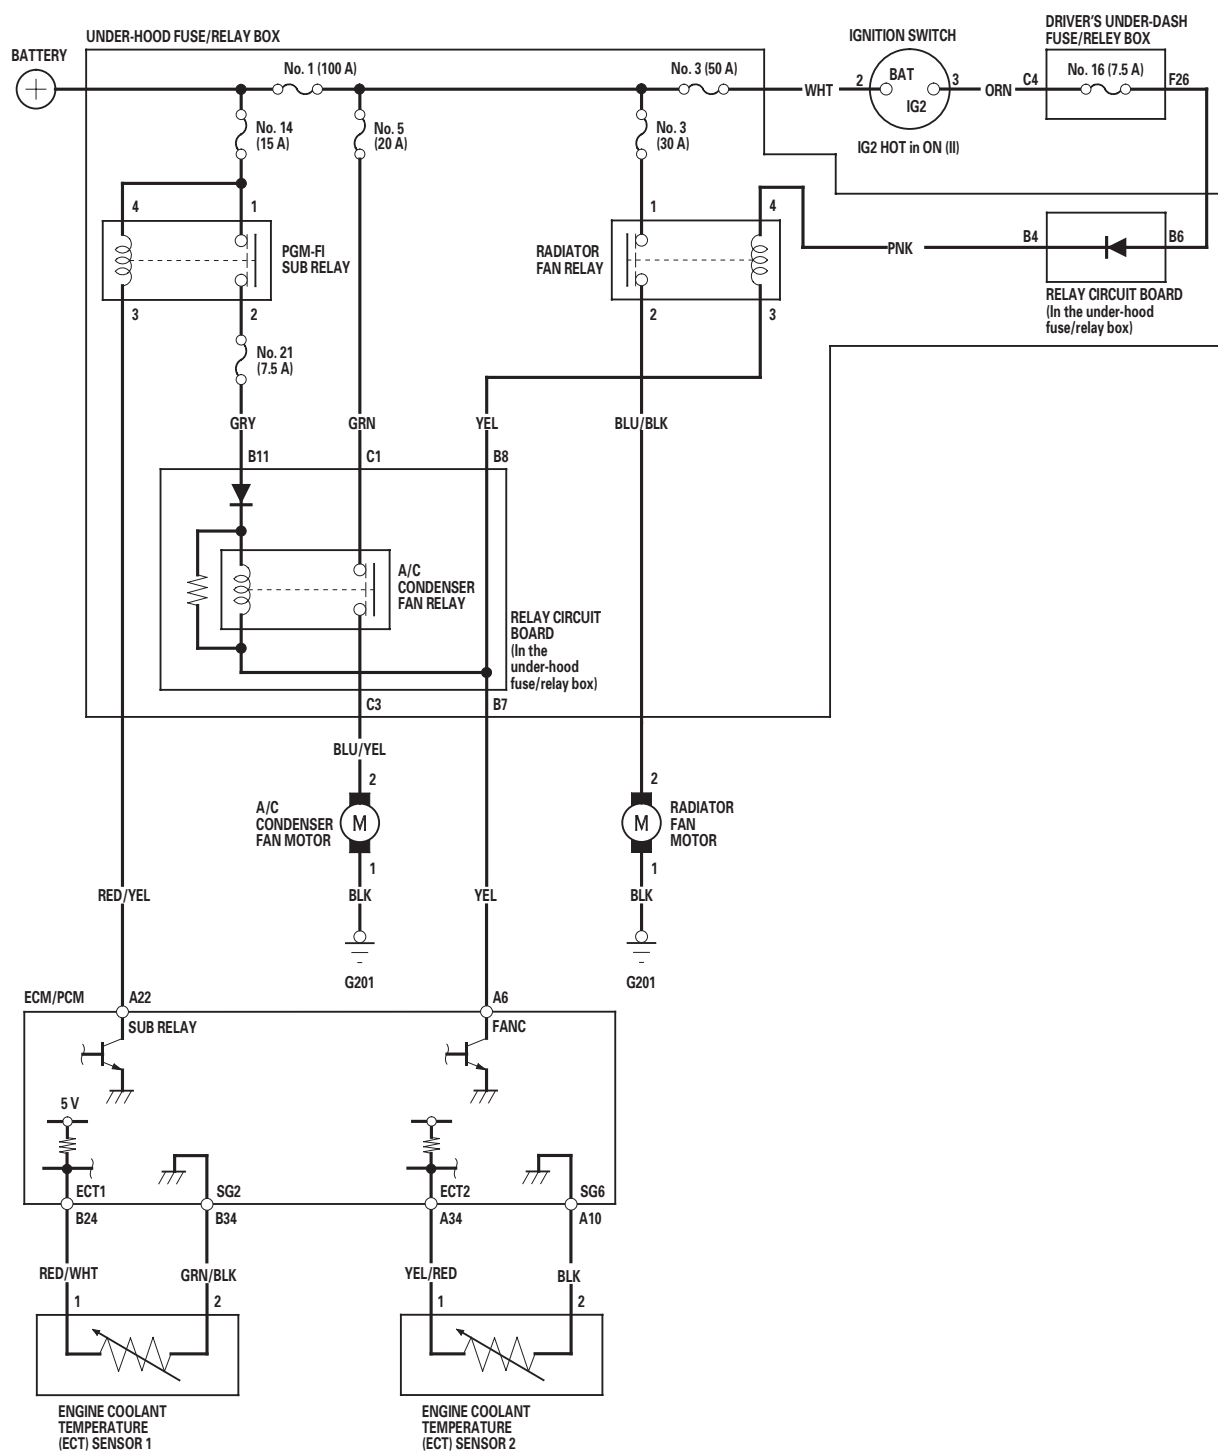 DRIVER'S UNDER-DASH
FUSE/RELEY BOX
UNDER-HOOD FUSE/RELAY BOX
IGNITION SWITCH
BATTERY
No. 1 (100 A)
No. 3 (50 A)
BAT
No. 16 (7.5 A)
2
3
C4
F26
WHT
ORN
IG2
No. 14
(15 A)
No. 5
(20 A)
No. 3
(30 A)
IG2 HOT in ON (II)
4
1
1
4
PGM-FI
SUB RELAY
RADIATOR
FAN RELAY
PNK
B4
B6
RELAY CIRCUIT BOARD
(In the under-hood
fuse/relay box)
3
2
2
3
No. 21
(7.5 A)
GRY
GRN
YEL
BLU/BLK
B11
C1
B8
A/C
CONDENSER
FAN RELAY
RELAY CIRCUIT
BOARD
(In the
under-hood
fuse/relay box)
C3
B7
BLU/YEL
2
2
A/C
CONDENSER
FAN MOTOR
M
M
RADIATOR
FAN
MOTOR
1
1
RED/YEL
BLK
YEL
BLK
G201
G201
ECM/PCM
A22
A6
SUB RELAY
FANC
5 V
ECT1
SG2
ECT2
SG6
B24
B34
A34
A10
RED/WHT
GRN/BLK
YEL/RED
BLK
1
2
1
2
ENGINE COOLANT
TEMPERATURE
(ECT) SENSOR 1
ENGINE COOLANT
TEMPERATURE
(ECT) SENSOR 2